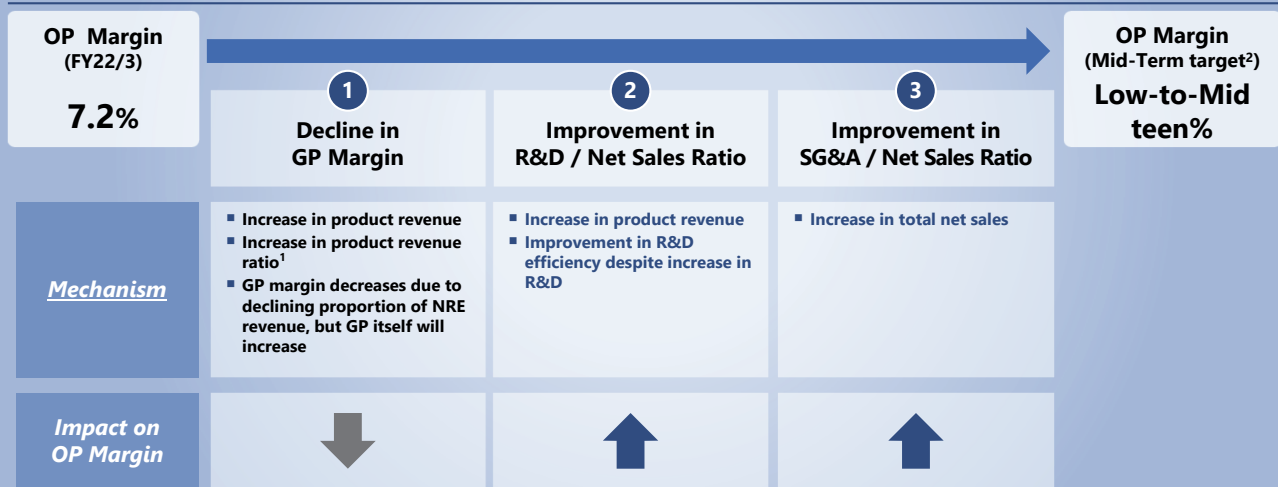 OP Margin
(FY22/3)
7.2%
OP Margin
(Mid-Term target²)
Low-to-Mid
teen%
1
Decline in
GP Margin
2
Improvement in
R&D / Net Sales Ratio
3
Improvement in
SG&A / Net Sales Ratio
Mechanism
▪ Increase in product revenue
▪ Increase in product revenue
ratio¹
▪ GP margin decreases due to
declining proportion of NRE
revenue, but GP itself will
increase
▪ Increase in product revenue
▪ Improvement in R&D
efficiency despite increase in
R&D
▪ Increase in total net sales
Impact on
OP Margin